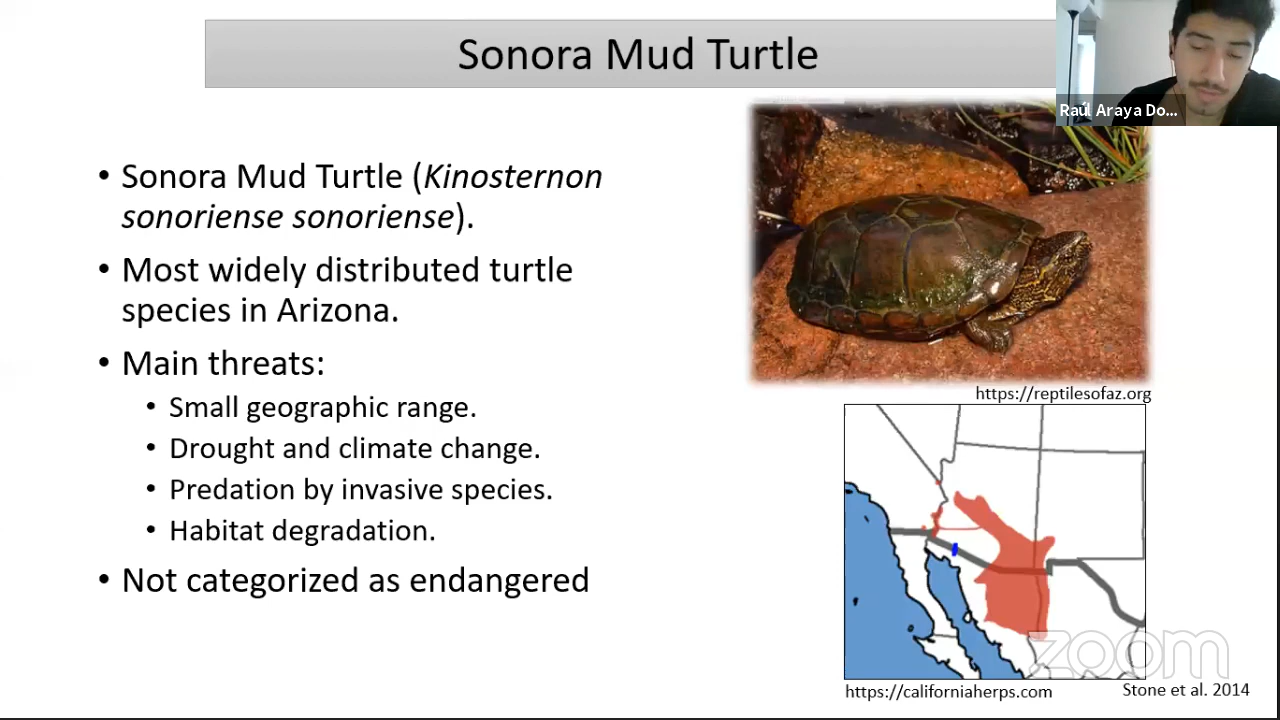 Sonora Mud Turtle
Raúl Araya Do...
• Sonora Mud Turtle (Kinosternon
sonoriense sonoriense).
• Most widely distributed turtle
species in Arizona.
• Main threats:
• Small geographic range.
• Drought and climate change.
• Predation by invasive species.
• Habitat degradation.
• Not categorized as endangered
https://reptilesofaz.org
zoom
https://californiaherps.com
Stone et al. 2014